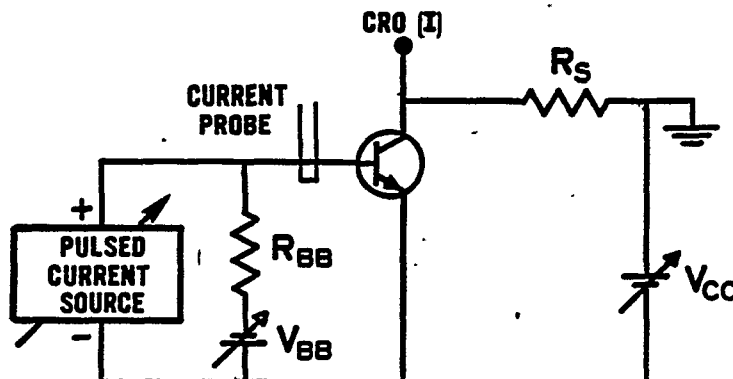 CRO (I)
RS
CURRENT
PROBE
+
PULSED
CURRENT
SOURCE
-
RBB
VBB
VCC